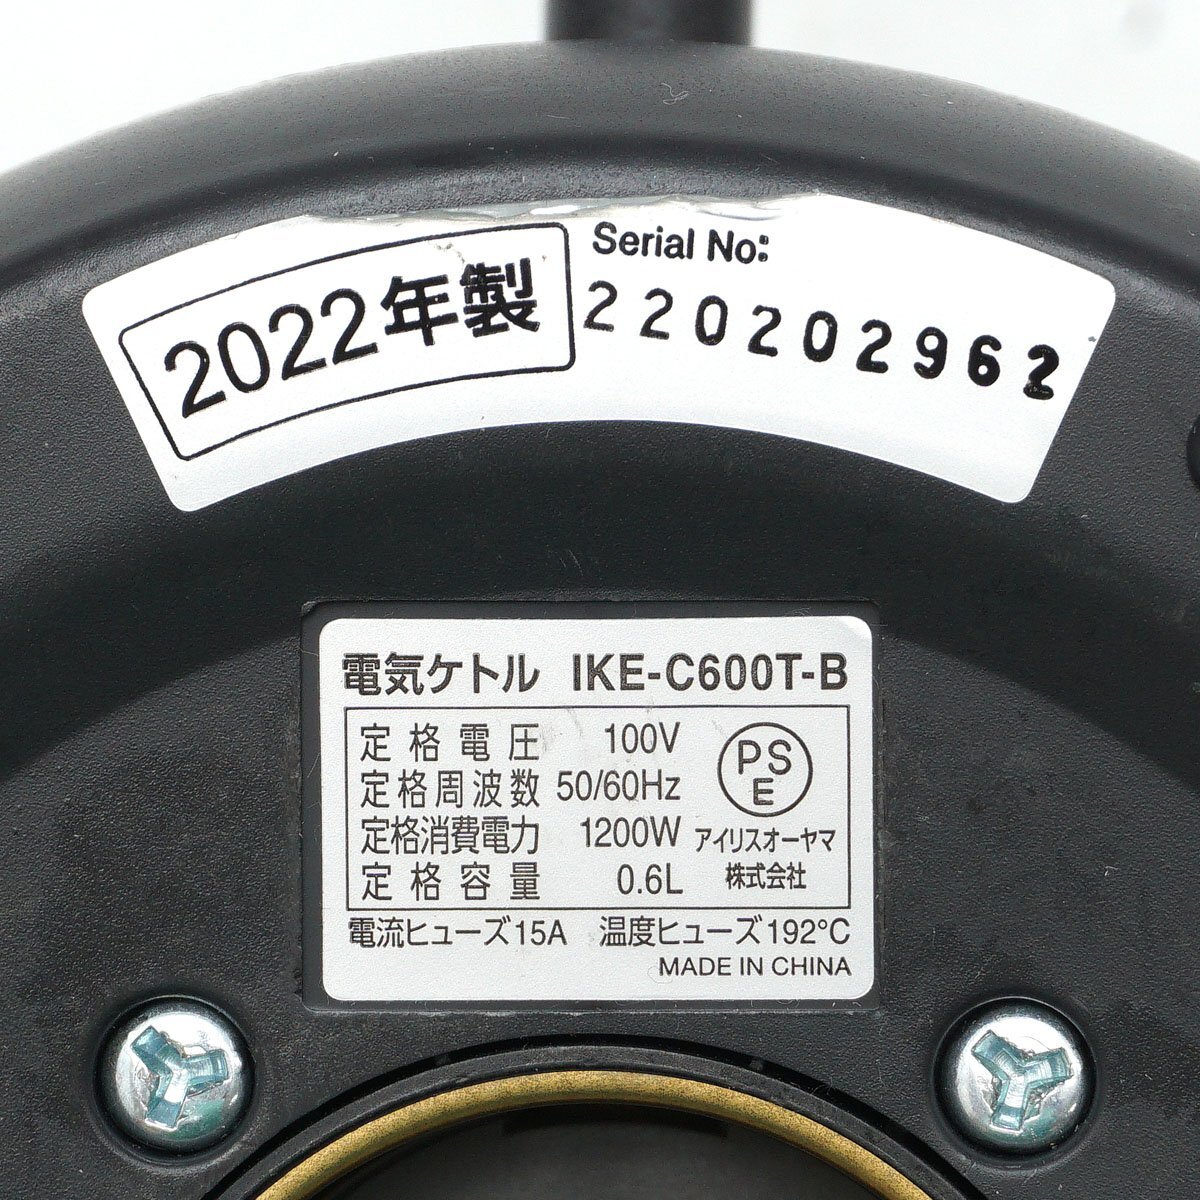 2022年製
Serial No:
220202962
電気ケトル IKE-C600T-B
定格電圧 100V
定格周波数 50/60Hz
定格消費電力 1200W
定格容量 0.6L
PS
E
アイリスオーヤマ
株式会社
電流ヒューズ15A 温度ヒューズ192℃
MADE IN CHINA